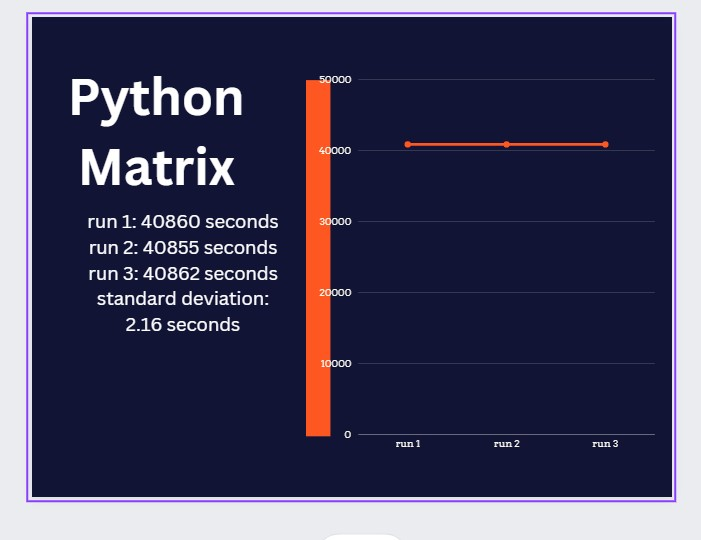 Python
Matrix
run 1: 40860 seconds
run 2: 40855 seconds
run 3: 40862 seconds
standard deviation:
2.16 seconds
50000
40000
30000
20000
10000
0
run 1
run 2
run 3